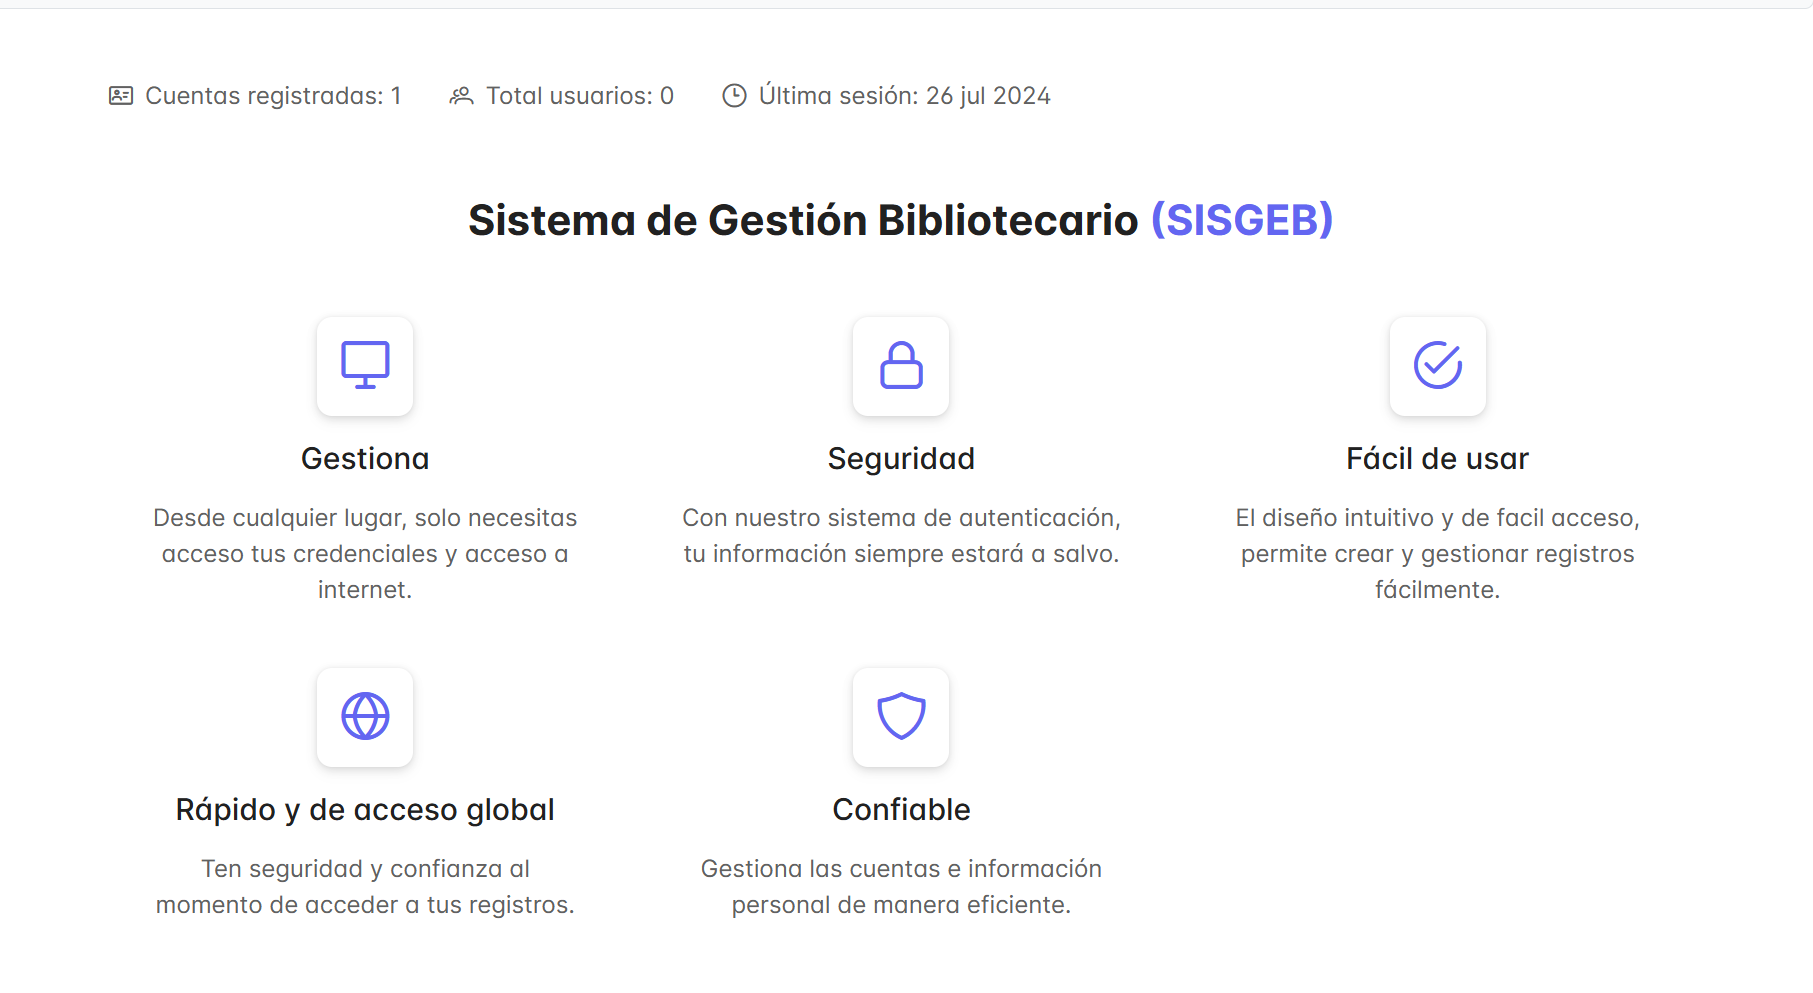 Cuentas registradas: 1 Total usuarios: 0 Última sesión: 26 jul 2024
Sistema de Gestión Bibliotecario (SISGEB)
Gestiona
Desde cualquier lugar, solo necesitas
acceso tus credenciales y acceso a
internet.
Seguridad
Con nuestro sistema de autenticación,
tu información siempre estará a salvo.
Fácil de usar
El diseño intuitivo y de facil acceso,
permite crear y gestionar registros
fácilmente.
Rápido y de acceso global
Ten seguridad y confianza al
momento de acceder a tus registros.
Confiable
Gestiona las cuentas e información
personal de manera eficiente.